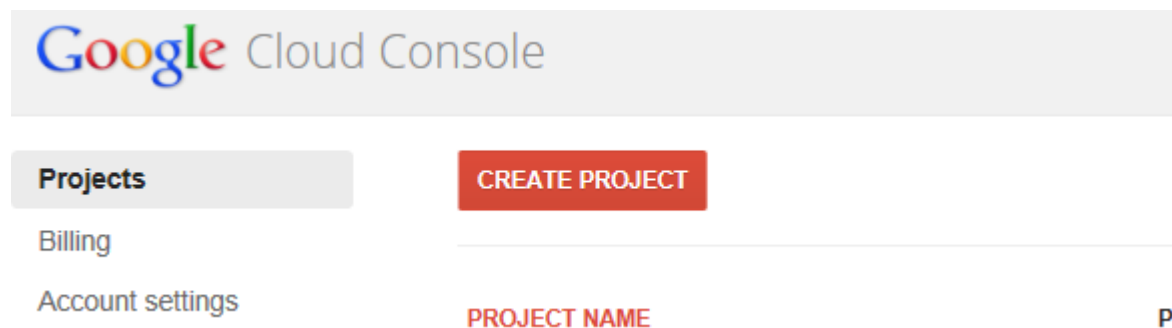 Google Cloud Console
Projects
CREATE PROJECT
Billing
Account settings
PROJECT NAME
P